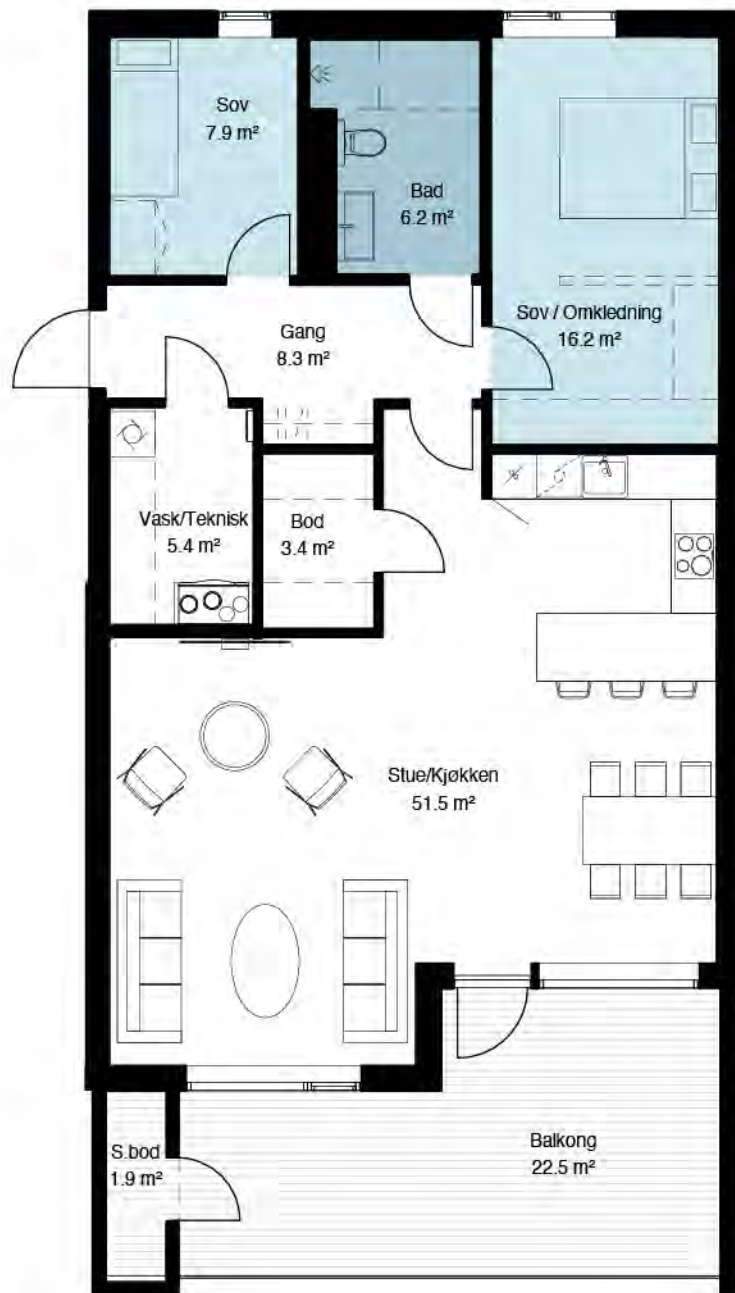 Sov
7.9 m²
Bad
6.2 m²
Sov / Omkledning
16.2 m²
Gang
8.3 m²
Vask/Teknisk
5.4 m²
Bod
3.4 m²
Stue/Kjøkken
51.5 m²
S.bod
1.9 m²
Balkong
22.5 m²